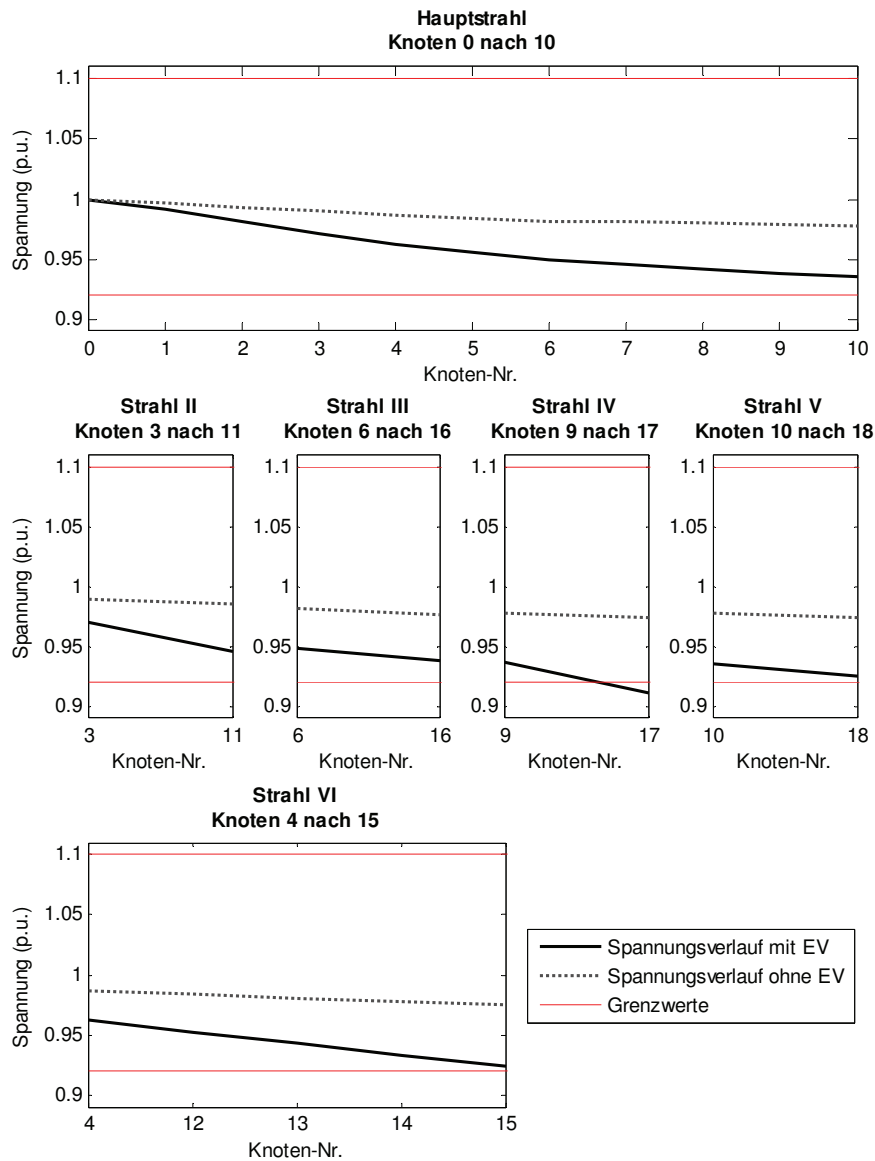 Hauptstrahl
Knoten 0 nach 10
Spannung (p.u.)
1.1
1.05
1
0.95
0.9
0 1 2 3 4 5 6 7 8 9 10
Knoten-Nr.
Strahl II
Knoten 3 nach 11
Spannung (p.u.)
1.1
1.05
1
0.95
0.9
3 11
Knoten-Nr.
Strahl III
Knoten 6 nach 16
1.1
1.05
1
0.95
0.9
6 16
Knoten-Nr.
Strahl IV
Knoten 9 nach 17
1.1
1.05
1
0.95
0.9
9 17
Knoten-Nr.
Strahl V
Knoten 10 nach 18
1.1
1.05
1
0.95
0.9
10 18
Knoten-Nr.
Strahl VI
Knoten 4 nach 15
Spannung (p.u.)
1.1
1.05
1
0.95
0.9
4 12 13 14 15
Knoten-Nr.
Spannungsverlauf mit EV
Spannungsverlauf ohne EV
Grenzwerte